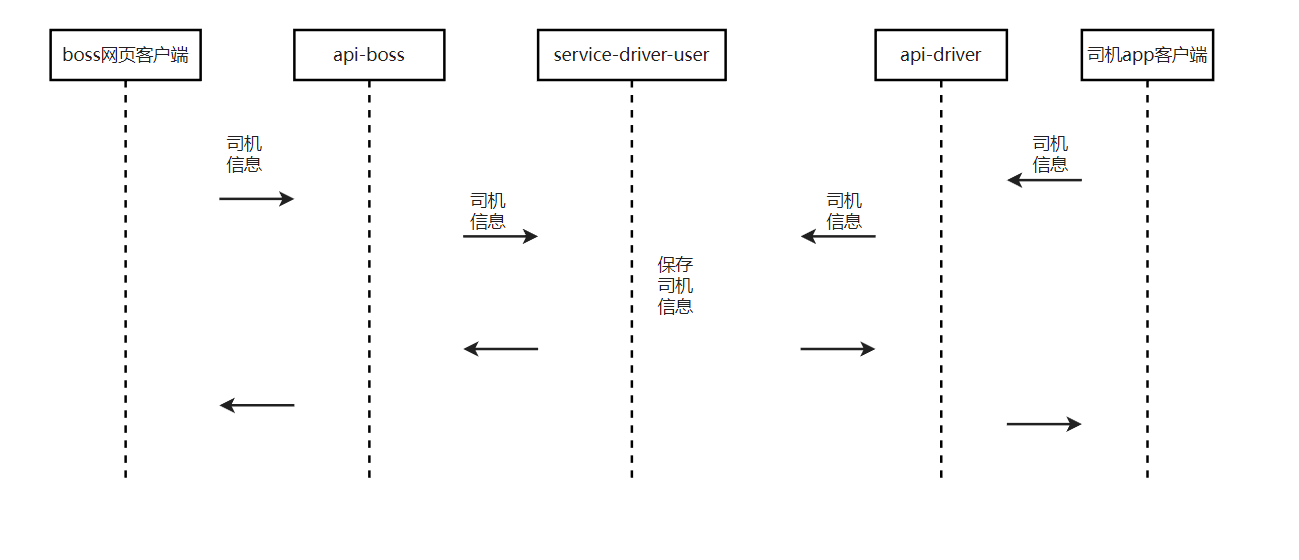 boss网页客户端
api-boss
service-driver-user
api-driver
司机app客户端
司机
信息
司机
信息
司机
信息
司机
信息
保存
司机
信息